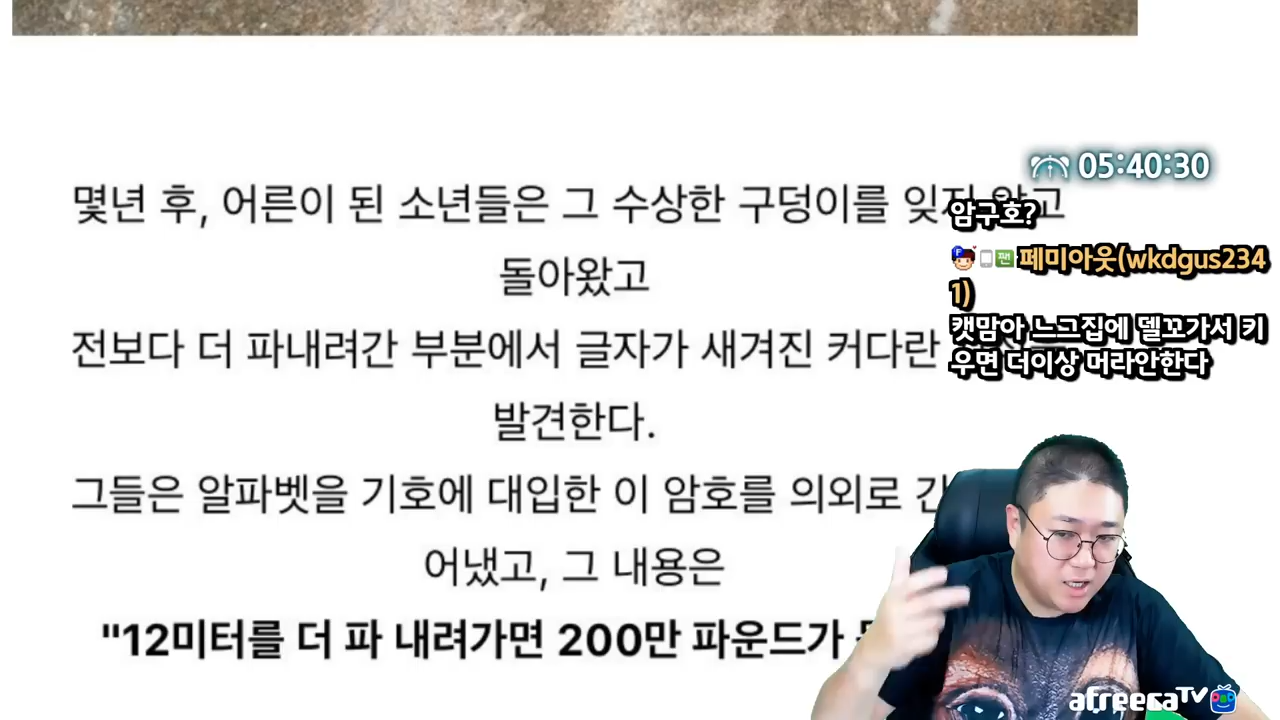 몇년 후, 어른이 된 소년들은 그 수상한 구덩이를 잊지 않고
돌아왔고
전보다 더 파내려간 부분에서 글자가 새겨진 커다란
발견한다.
그들은 알파벳을 기호에 대입한 이 암호를 의외로
어냈고, 그 내용은
"12미터를 더 파 내려가면 200만 파운드가
05:40:30
암구호?
페미아웃(wkdgus234
1)
캣맘아 느그집에 델꼬가서 키
우면 더이상 머라안한다
afreecaTV